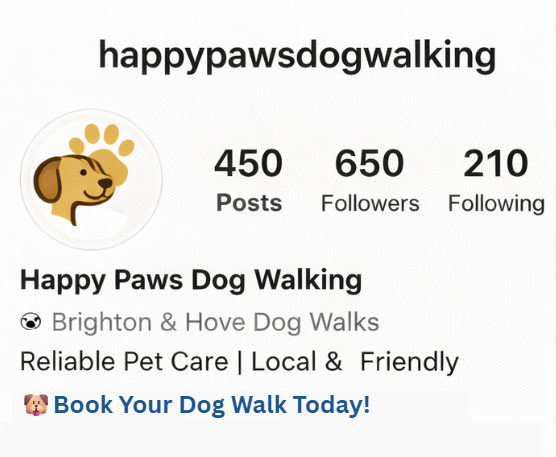 happypawsdogwalking
450 650 210
Posts Followers Following
Happy Paws Dog Walking
Brighton & Hove Dog Walks
Reliable Pet Care | Local & Friendly
Book Your Dog Walk Today!